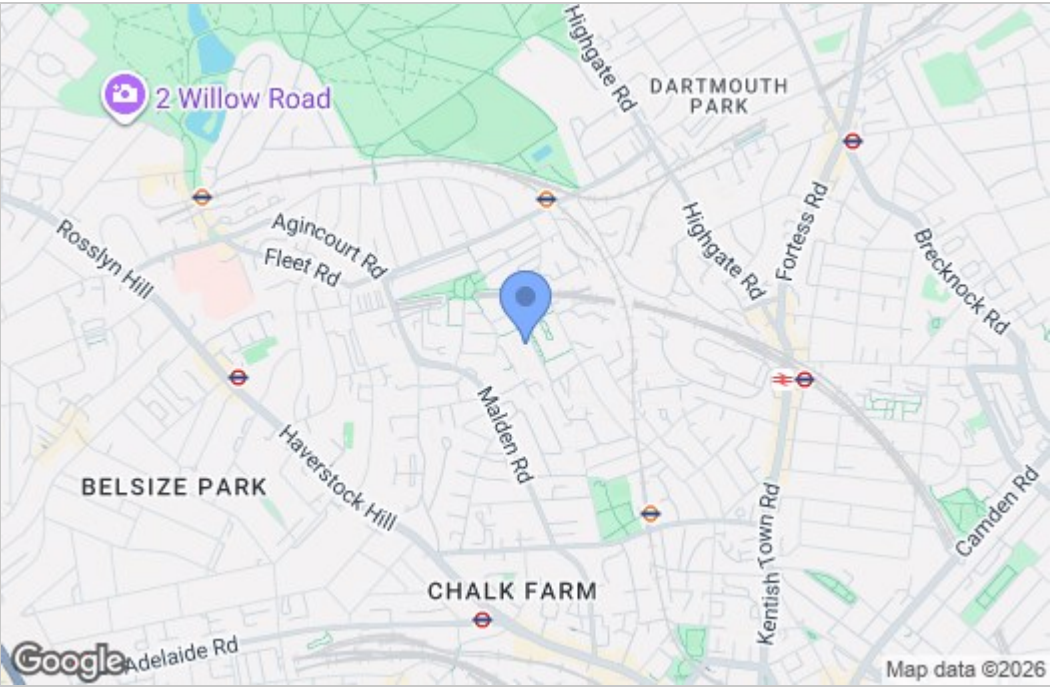 Highgate Rd
DARTMOUTH
PARK
2 Willow Road
Agincourt Rd
Fleet Rd
Rosslyn Hill
Highgate Rd
Fortess Rd
Brecknock Rd
Malden Rd
Haverstock Hill
BELSIZE PARK
Kentish Town Rd
Camden Rd
CHALK FARM
Adelaide Rd
Google
Map data ©2026